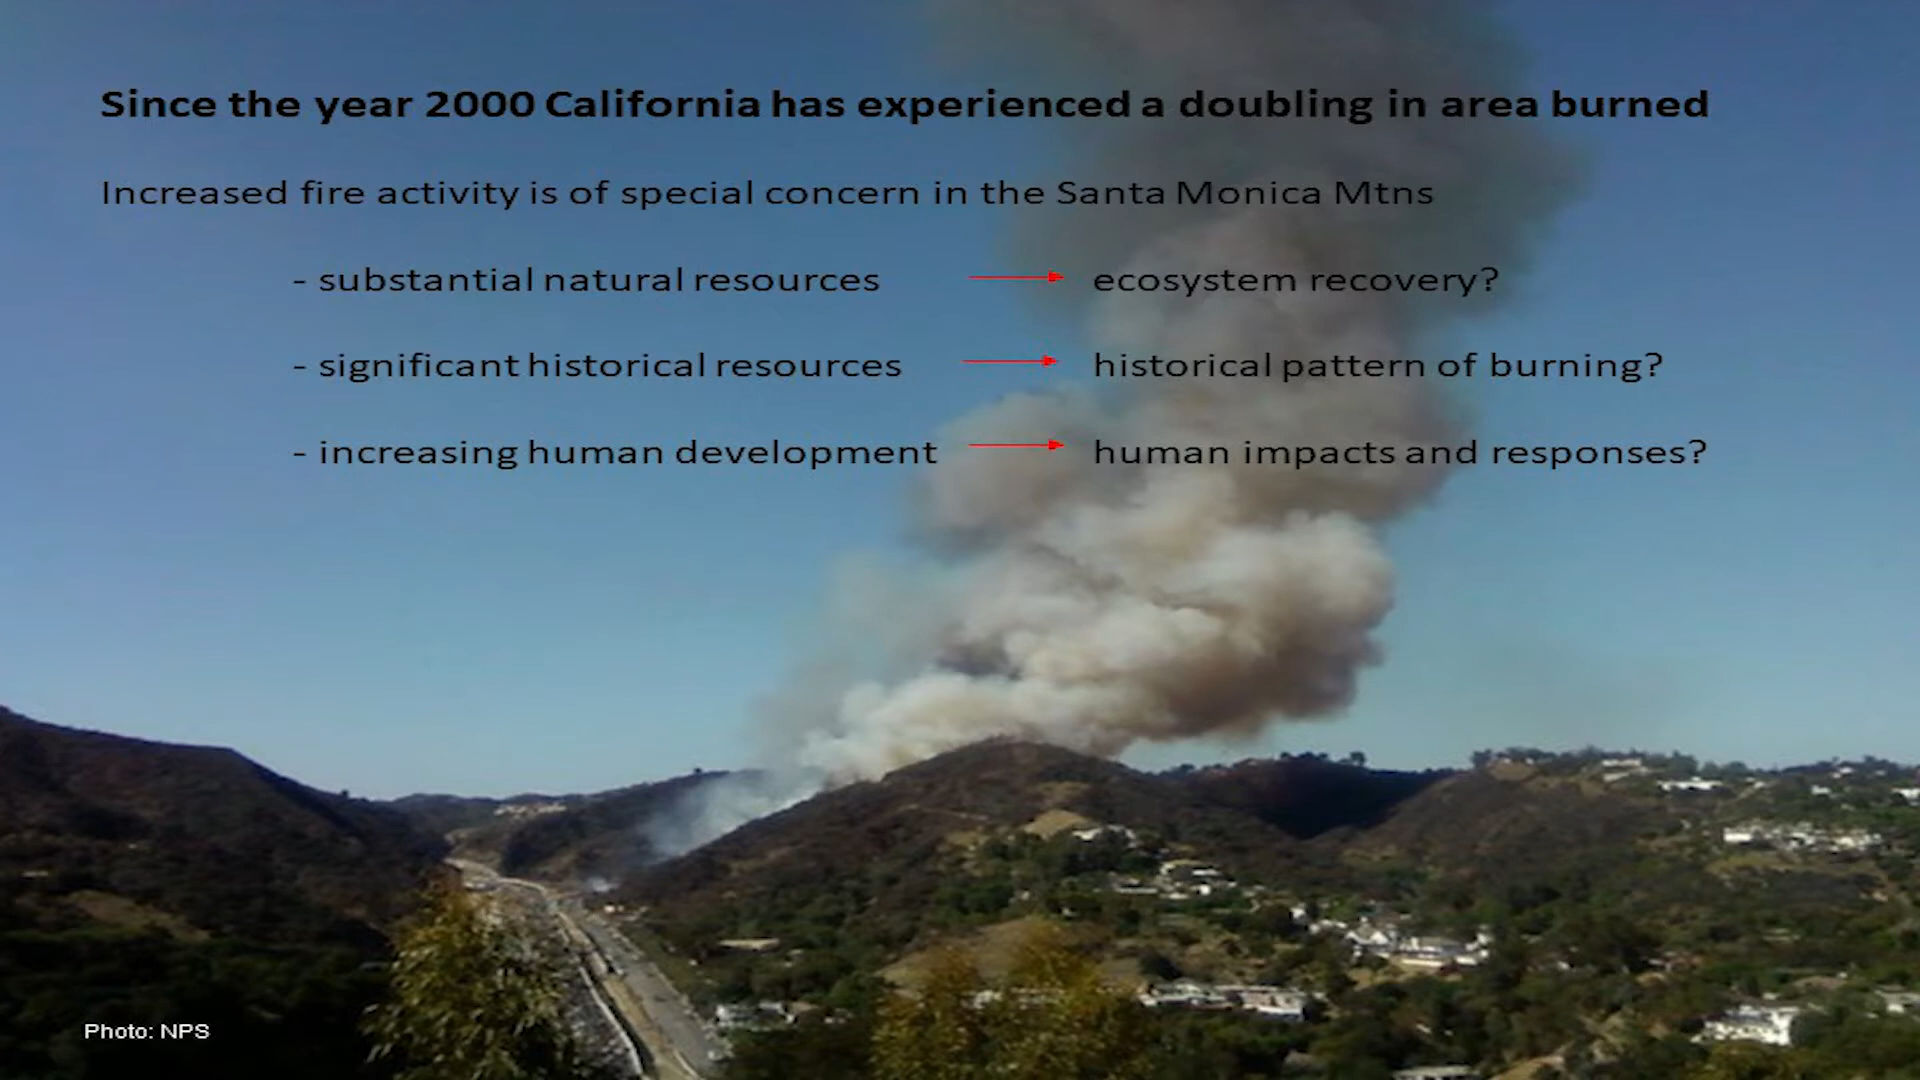 Since the year 2000 California has experienced a doubling in area burned
Increased fire activity is of special concern in the Santa Monica Mtns
- substantial natural resources ecosystem recovery?
- significant historical resources historical pattern of burning?
- increasing human development human impacts and responses?
Photo: NPS